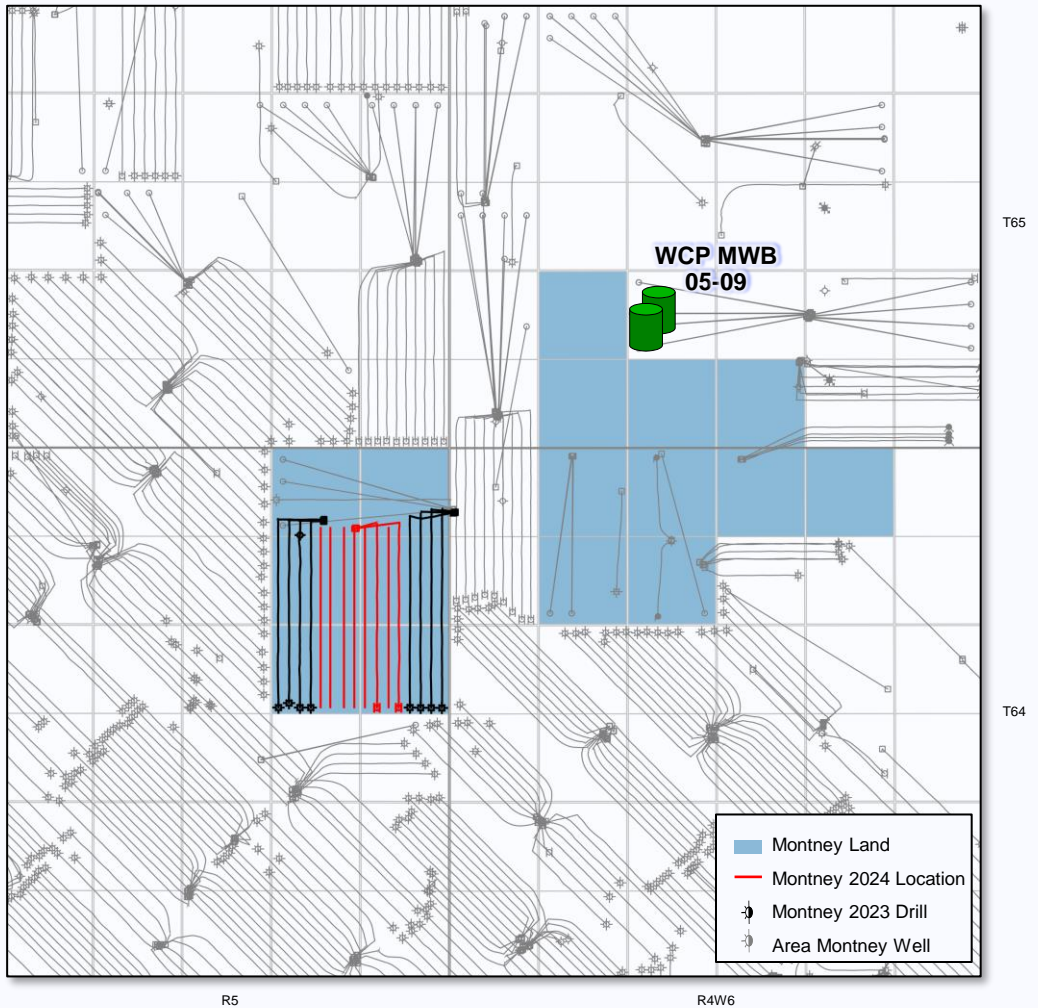 WCP MWB
05-09
T65
T64
Montney Land
Montney 2024 Location
Montney 2023 Drill
Area Montney Well
R5
R4W6